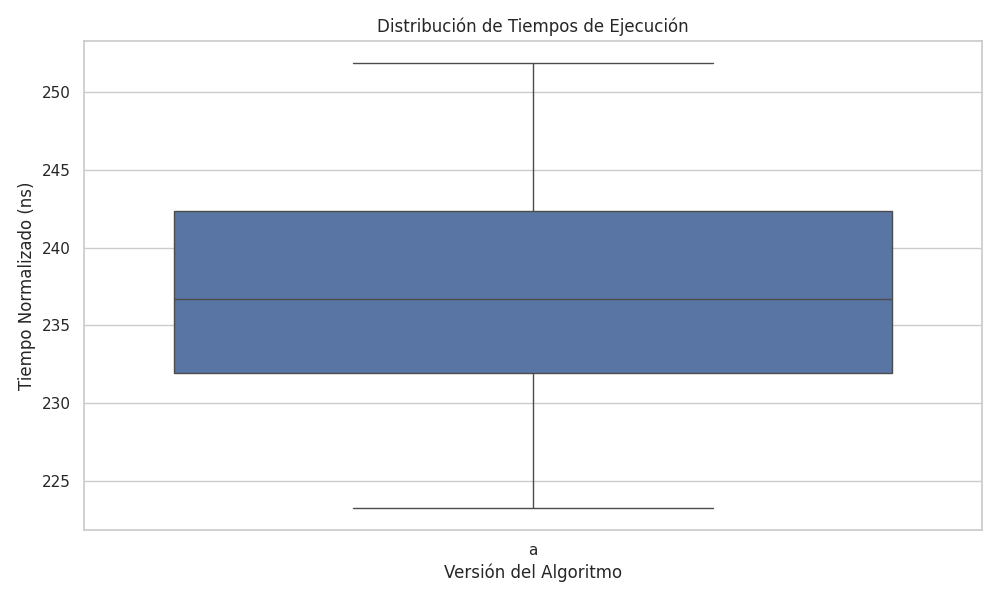 Distribución de Tiempos de Ejecución
Tiempo Normalizado (ns)
250
245
240
235
230
225
a
Versión del Algoritmo